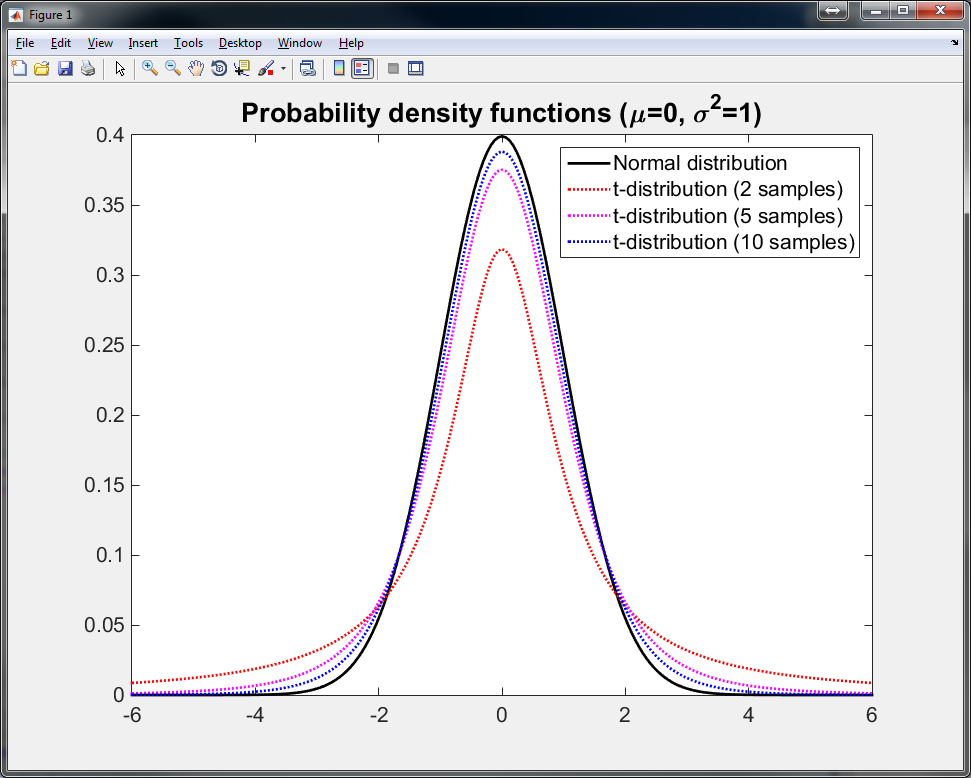 Figure 1
File Edit View Insert Tools Desktop Window Help
Probability density functions (μ=0, σ²=1)
0.4
0.35
0.3
0.25
0.2
0.15
0.1
0.05
0
Normal distribution
t-distribution (2 samples)
t-distribution (5 samples)
t-distribution (10 samples)
-6 -4 -2 0 2 4 6